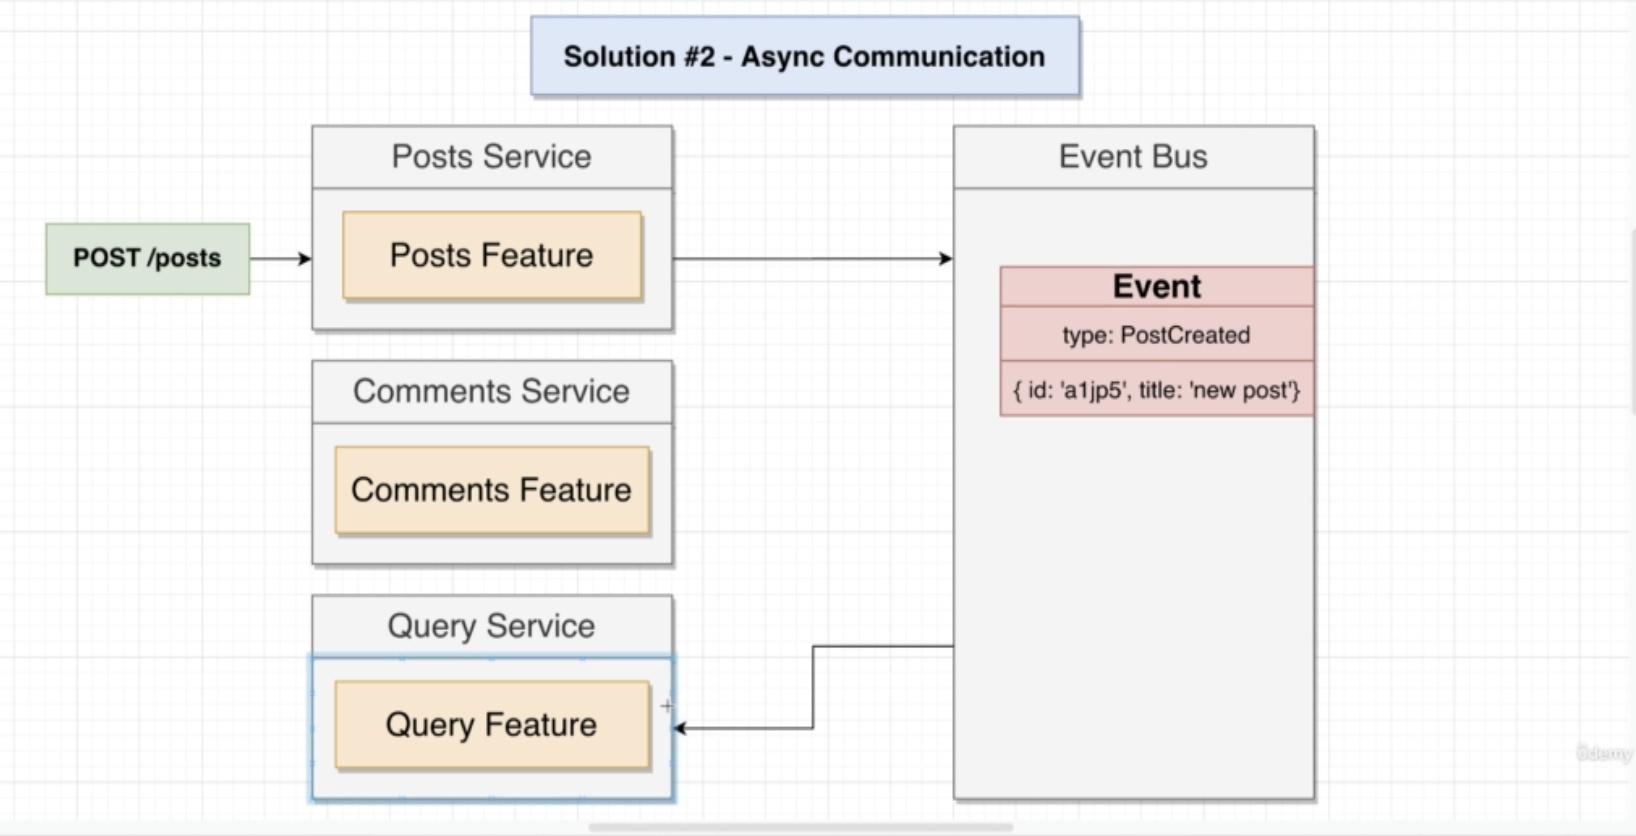 Solution #2 - Async Communication
Posts Service
Event Bus
POST /posts
Posts Feature
Event
type: PostCreated
{ id: 'a1jp5', title: 'new post'}
Comments Service
Comments Feature
Query Service
Query Feature
Udemy